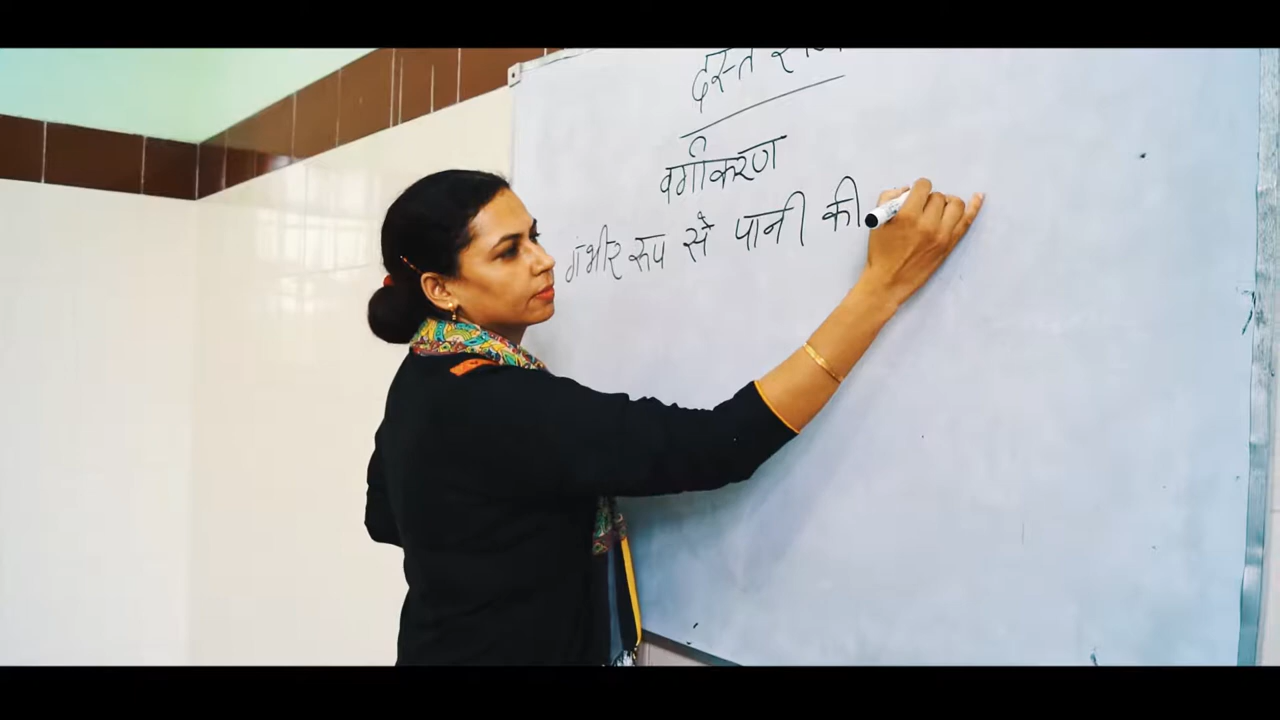 दस्त
वर्गीकरण
गंभीर रूप से पानी की